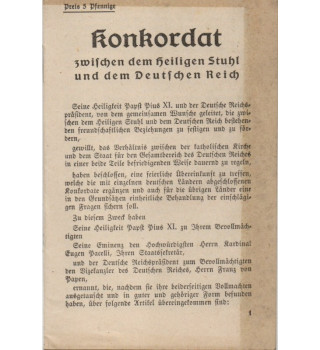 Preis 5 Pfennige
Konkordat
zwischen dem Heiligen Stuhl
und dem Deutschen Reich
Seine Heiligkeit Papst Pius XI. und der Deutsche Reichs-
präsident, von dem gemeinsamen Wunsche geleitet, die zwi-
schen dem Heiligen Stuhl und dem Deutschen Reich bestehen-
den freundschaftlichen Beziehungen zu festigen und zu för-
dern,
gewillt, das Verhältnis zwischen der katholischen Kirche
und dem Staat für den Gesamtbereich des Deutschen Reiches
in einer beide Teile befriedigenden Weise dauernd zu regeln,
haben beschlossen, eine feierliche Übereinkunft zu treffen,
welche die mit einzelnen deutschen Ländern abgeschlossenen
Konkordate ergänzen und auch für die übrigen Länder eine
in den Grundsätzen einheitliche Behandlung der einschlägi-
gen Fragen sichern soll.
Zu diesem Zweck haben
Seine Heiligkeit Papst Pius XI. zu Ihrem Bevollmäch-
tigten
Seine Eminenz den Hochwürdigsten Herrn Kardinal
Eugen Pacelli, Ihren Staatssekretär,
und der Deutsche Reichspräsident zum Bevollmächtigten
den Vizekanzler des Deutschen Reiches, Herrn Franz von
Papen,
ernannt, die, nachdem sie ihre beiderseitigen Vollmachten
ausgetauscht und in guter und gehöriger Form befunden
haben, über folgende Artikel übereingekommen sind:
1